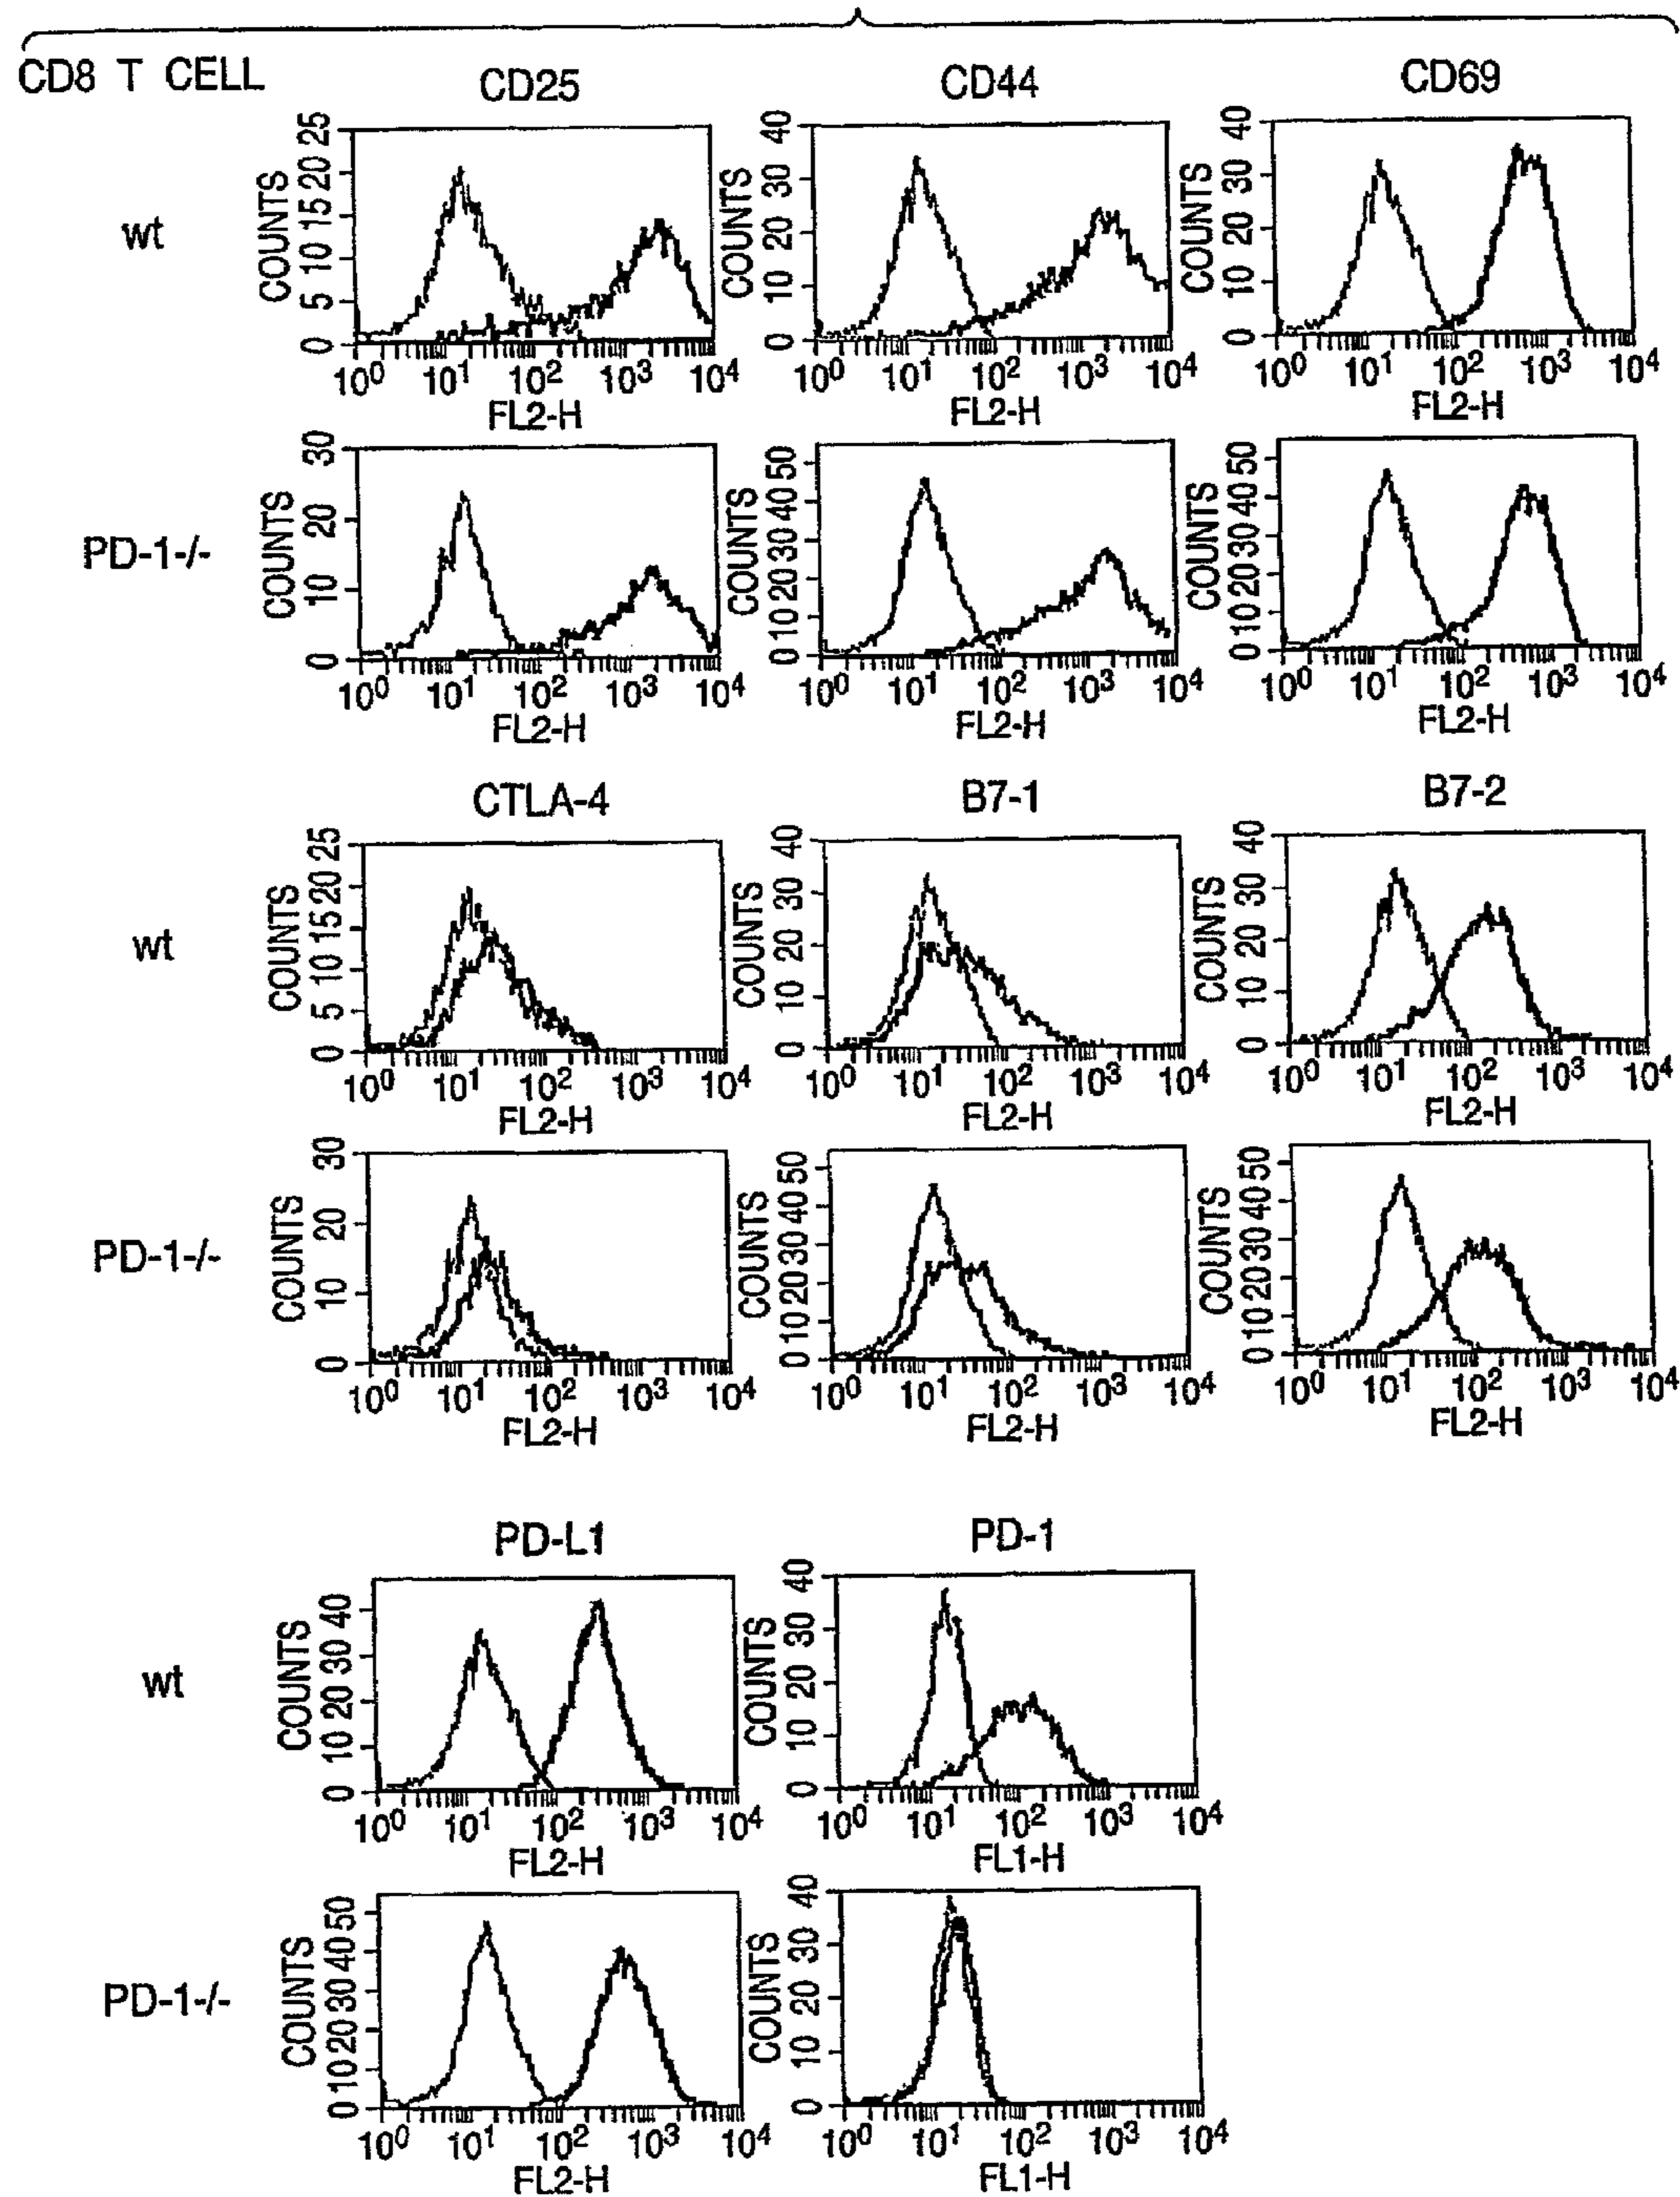 CD8 T CELL
CD25
CD44
CD69
wt
COUNTS
0 5 10 15 20 25
10⁰ 10¹ 10² 10³ 10⁴
FL2-H
COUNTS
0 10 20 30 40
10⁰ 10¹ 10² 10³ 10⁴
FL2-H
COUNTS
0 10 20 30 40
10⁰ 10¹ 10² 10³ 10⁴
FL2-H
PD-1-/-
COUNTS
0 10 20 30
10⁰ 10¹ 10² 10³ 10⁴
FL2-H
COUNTS
0 10 20 30 40 50
10⁰ 10¹ 10² 10³ 10⁴
FL2-H
COUNTS
0 10 20 30 40 50
10⁰ 10¹ 10² 10³ 10⁴
FL2-H
CTLA-4
B7-1
B7-2
wt
COUNTS
0 5 10 15 20 25
10⁰ 10¹ 10² 10³ 10⁴
FL2-H
COUNTS
0 10 20 30 40
10⁰ 10¹ 10² 10³ 10⁴
FL2-H
COUNTS
0 10 20 30 40
10⁰ 10¹ 10² 10³ 10⁴
FL2-H
PD-1-/-
COUNTS
0 10 20 30
10⁰ 10¹ 10² 10³ 10⁴
FL2-H
COUNTS
0 10 20 30 40 50
10⁰ 10¹ 10² 10³ 10⁴
FL2-H
COUNTS
0 10 20 30 40 50
10⁰ 10¹ 10² 10³ 10⁴
FL2-H
PD-L1
PD-1
wt
COUNTS
0 10 20 30 40
10⁰ 10¹ 10² 10³ 10⁴
FL2-H
COUNTS
0 10 20 30 40
10⁰ 10¹ 10² 10³ 10⁴
FL1-H
PD-1-/-
COUNTS
0 10 20 30 40 50
10⁰ 10¹ 10² 10³ 10⁴
FL2-H
COUNTS
0 10 20 30 40
10⁰ 10¹ 10² 10³ 10⁴
FL1-H